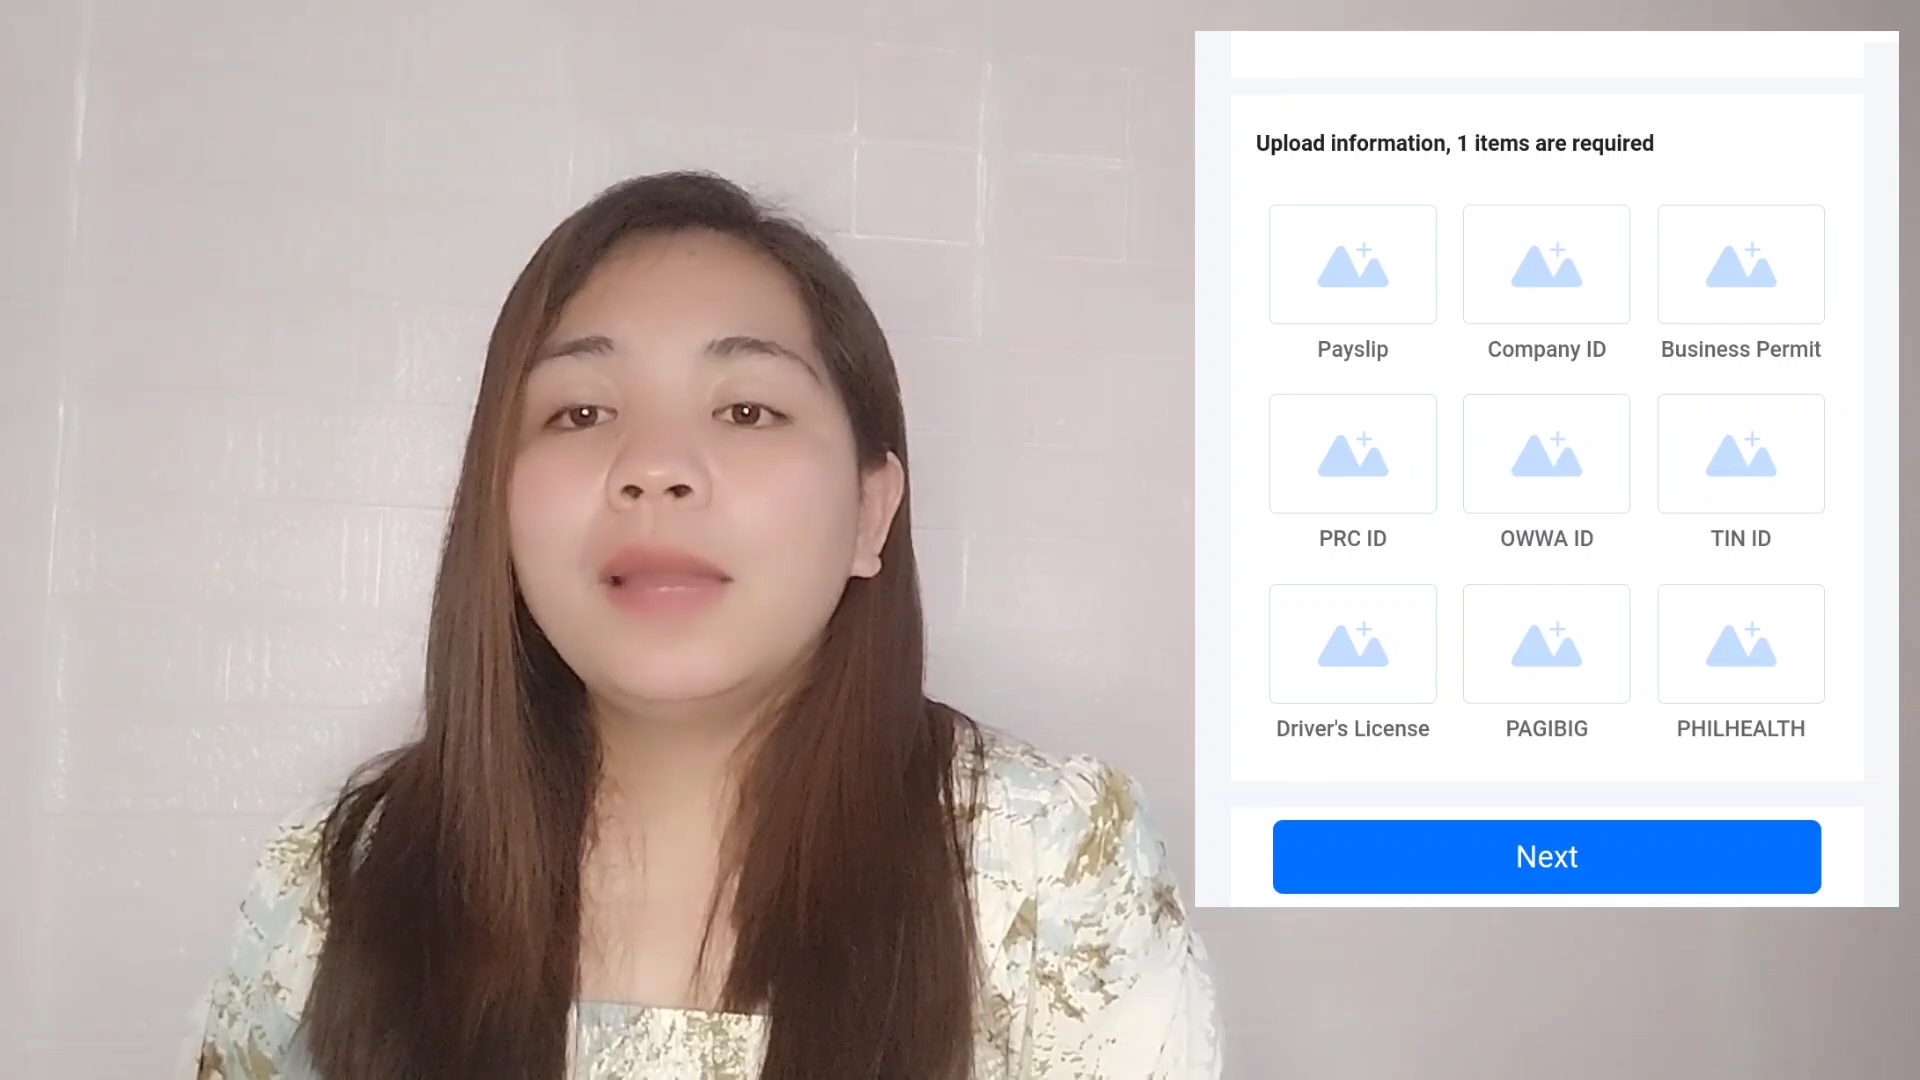 Upload information, 1 items are required
Payslip Company ID Business Permit
PRC ID OWWA ID TIN ID
Driver's License PAGIBIG PHILHEALTH
Next